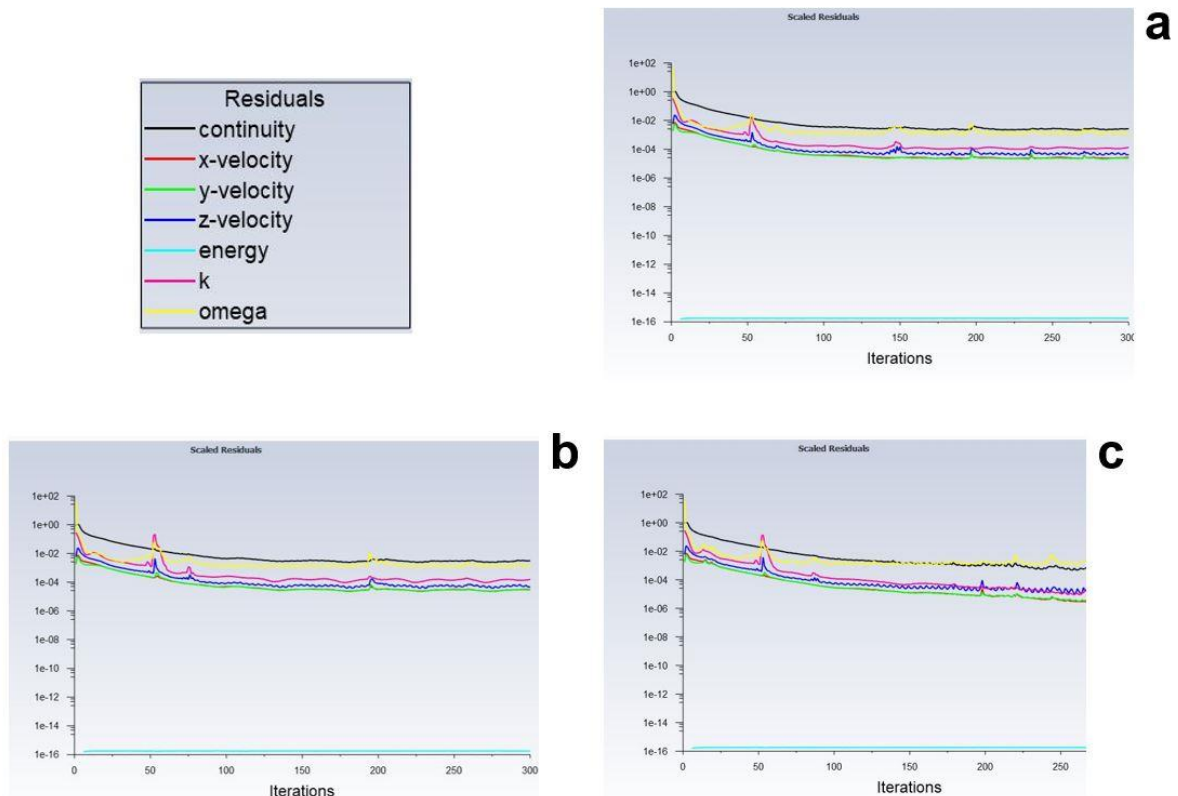 Scaled Residuals
a
Residuals
continuity
x-velocity
y-velocity
z-velocity
energy
k
omega
1e+02
1e+00
1e-02
1e-04
1e-06
1e-08
1e-10
1e-12
1e-14
1e-16
0 50 100 150 200 250 300
Iterations
Scaled Residuals
b
1e+02
1e+00
1e-02
1e-04
1e-06
1e-08
1e-10
1e-12
1e-14
1e-16
0 50 100 150 200 250 300
Iterations
Scaled Residuals
c
1e+02
1e+00
1e-02
1e-04
1e-06
1e-08
1e-10
1e-12
1e-14
1e-16
0 50 100 150 200 250
Iterations